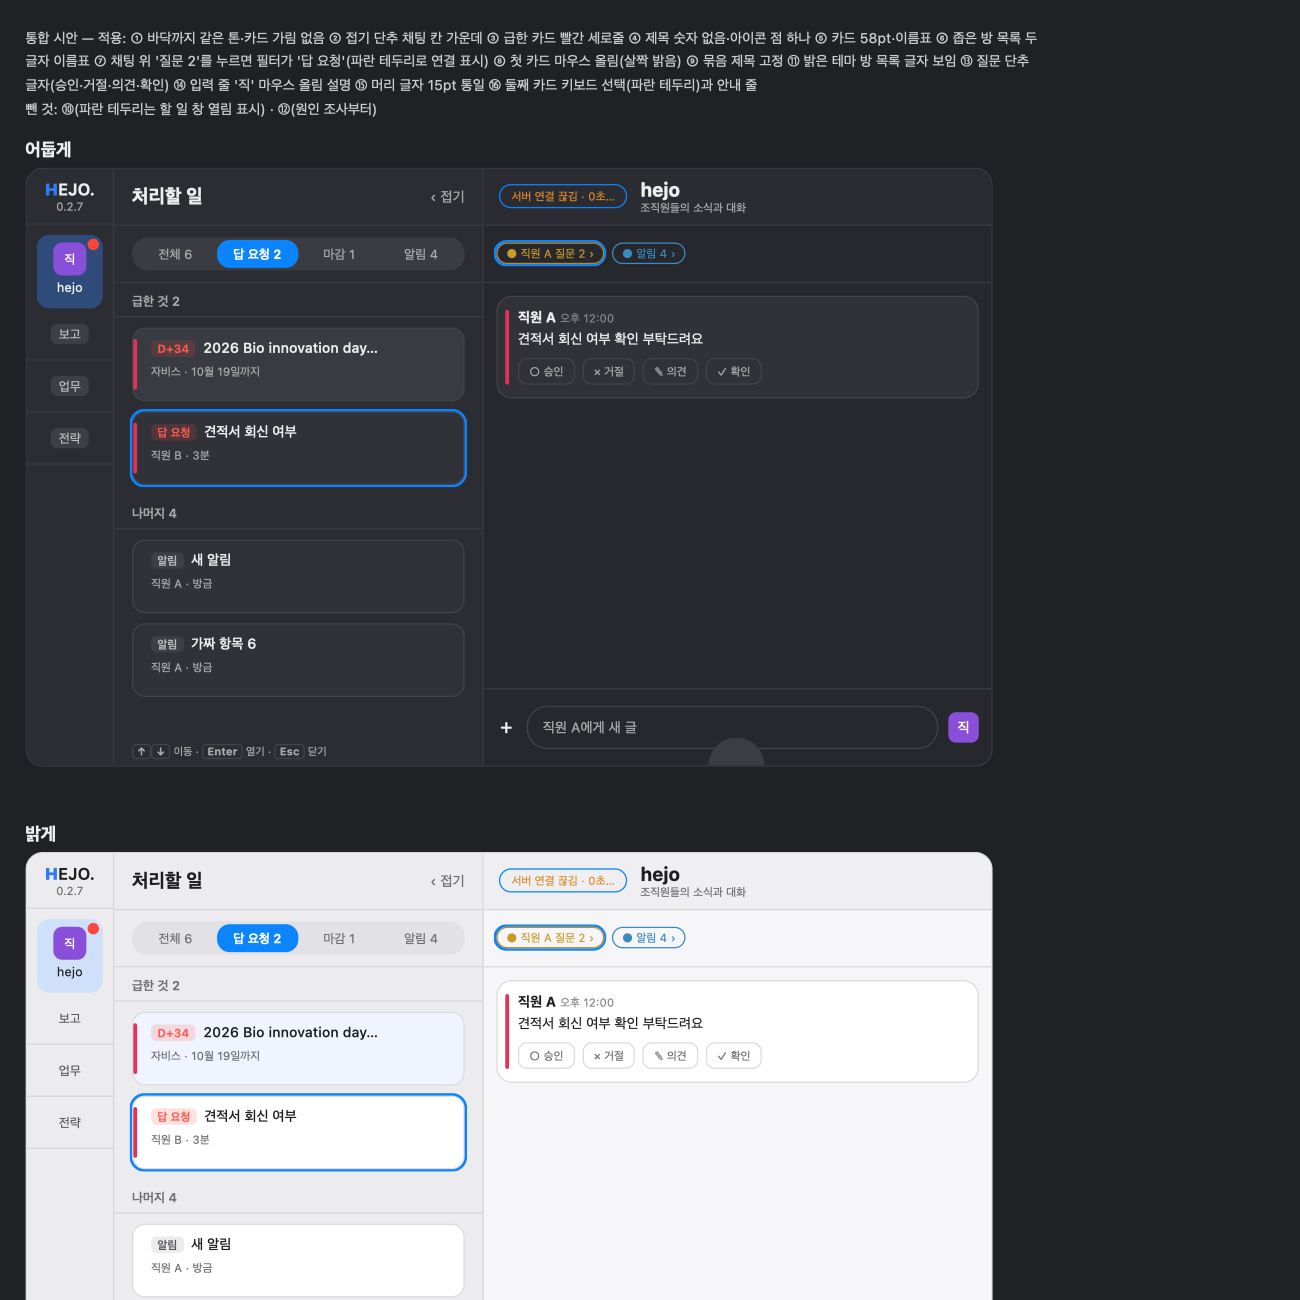 통합 시안 — 적용: ① 바닥까지 같은 톤·카드 가림 없음 ② 접기 단추 채팅 칸 가운데 ③ 급한 카드 빨간 세로줄 ④ 제목 숫자 없음·아이콘 점 하나 ⑤ 카드 58pt·이름표 ⑥ 좁은 방 목록 두
글자 이름표 ⑦ 채팅 위 '질문 2'를 누르면 필터가 '답 요청'(파란 테두리로 연결 표시) ⑧ 첫 카드 마우스 올림(살짝 밝음) ⑨ 묶음 제목 고정 ⑪ 밝은 테마 방 목록 글자 보임 ⑬ 질문 단추
글자(승인·거절·의견·확인) ⑭ 입력 줄 '직' 마우스 올림 설명 ⑮ 머리 글자 15pt 통일 ⑯ 둘째 카드 키보드 선택(파란 테두리)과 안내 줄
뺀 것: ⑩(파란 테두리는 할 일 창 열림 표시) · ⑫(원인 조사부터)
어둡게
HEJO.
0.2.7
직
hejo
보고
업무
전략
처리할 일
‹ 접기
전체 6
답 요청 2
마감 1
알림 4
급한 것 2
D+34 2026 Bio innovation day...
자비스 · 10월 19일까지
답 요청 견적서 회신 여부
직원 B · 3분
나머지 4
알림 새 알림
직원 A · 방금
알림 가짜 항목 6
직원 A · 방금
↑ ↓ 이동 · Enter 열기 · Esc 닫기
서버 연결 끊김 · 0초...
hejo
조직원들의 소식과 대화
직원 A 질문 2 ›
알림 4 ›
직원 A 오후 12:00
견적서 회신 여부 확인 부탁드려요
○ 승인
× 거절
✎ 의견
✓ 확인
+
직원 A에게 새 글
직
밝게
HEJO.
0.2.7
직
hejo
보고
업무
전략
처리할 일
‹ 접기
전체 6
답 요청 2
마감 1
알림 4
급한 것 2
D+34 2026 Bio innovation day...
자비스 · 10월 19일까지
답 요청 견적서 회신 여부
직원 B · 3분
나머지 4
알림 새 알림
직원 A · 방금
서버 연결 끊김 · 0초...
hejo
조직원들의 소식과 대화
직원 A 질문 2 ›
알림 4 ›
직원 A 오후 12:00
견적서 회신 여부 확인 부탁드려요
○ 승인
× 거절
✎ 의견
✓ 확인